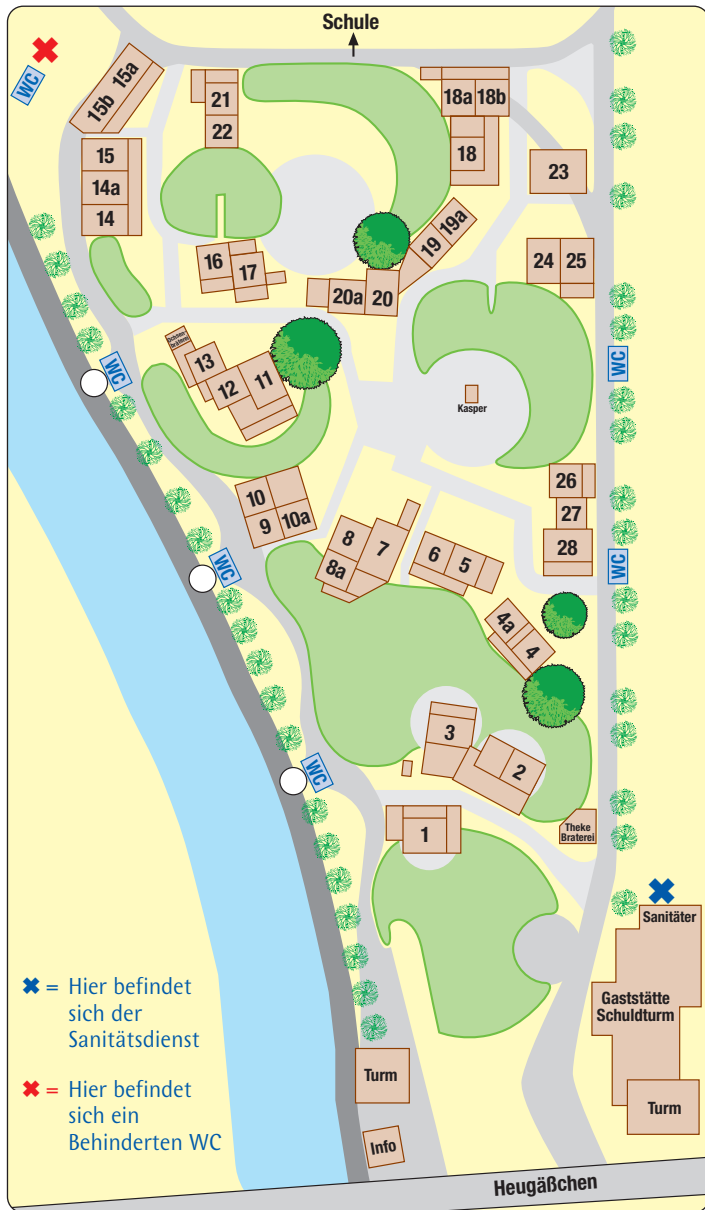 Schule
WC
15b 15a
21
22
18a 18b
18
15
14a
14
23
16
17
19 19a
20a 20
24 25
13
12
11
WC
WC
Kasper
10
9 10a
26
27
28
8
8a
7
6 5
WC
WC
4a
4
3
2
WC
1
Theke
Braterei
Sanitäter
Gaststätte
Schuldturm
Turm
✖ = Hier befindet
sich der
Sanitätsdienst
✖ = Hier befindet
sich ein
Behinderten WC
Turm
Info
Heugäßchen